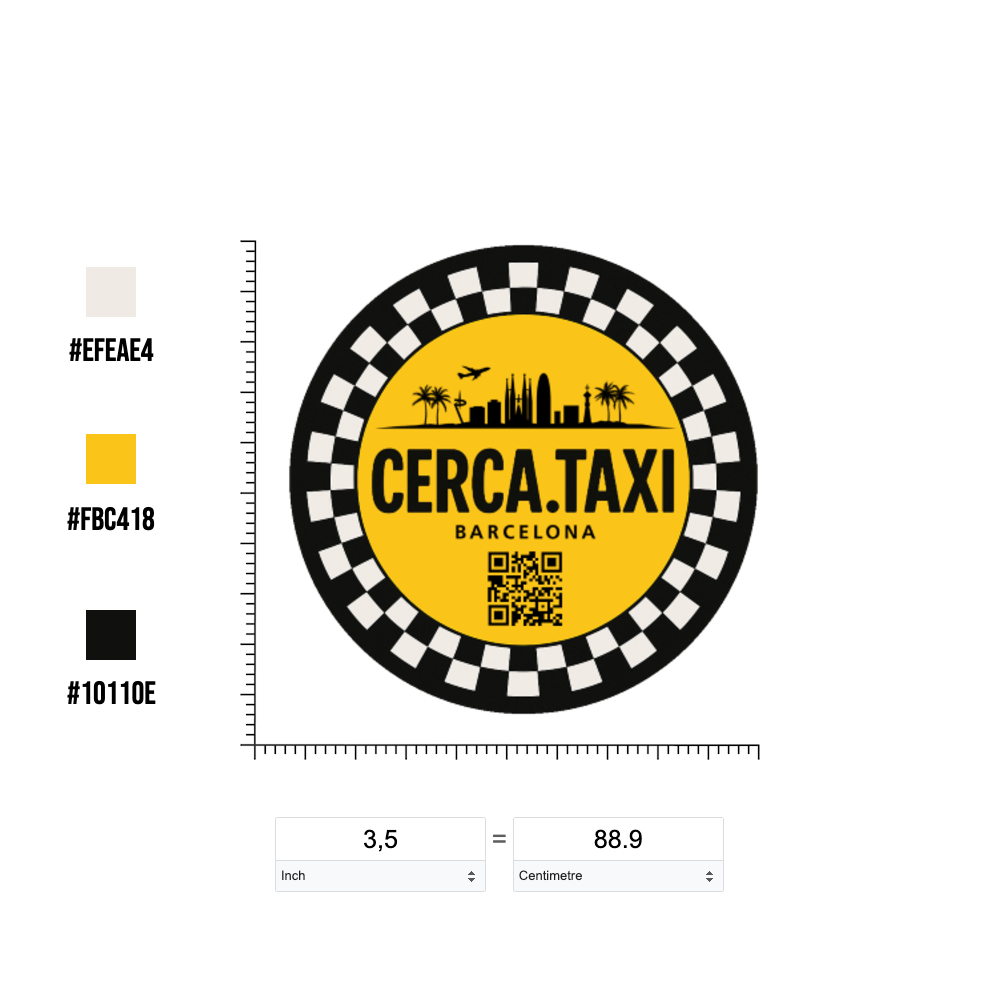 #EFEAE4
#FBC418
#10110E
CERCA.TAXI
BARCELONA
3,5 = 88.9
Inch Centimetre